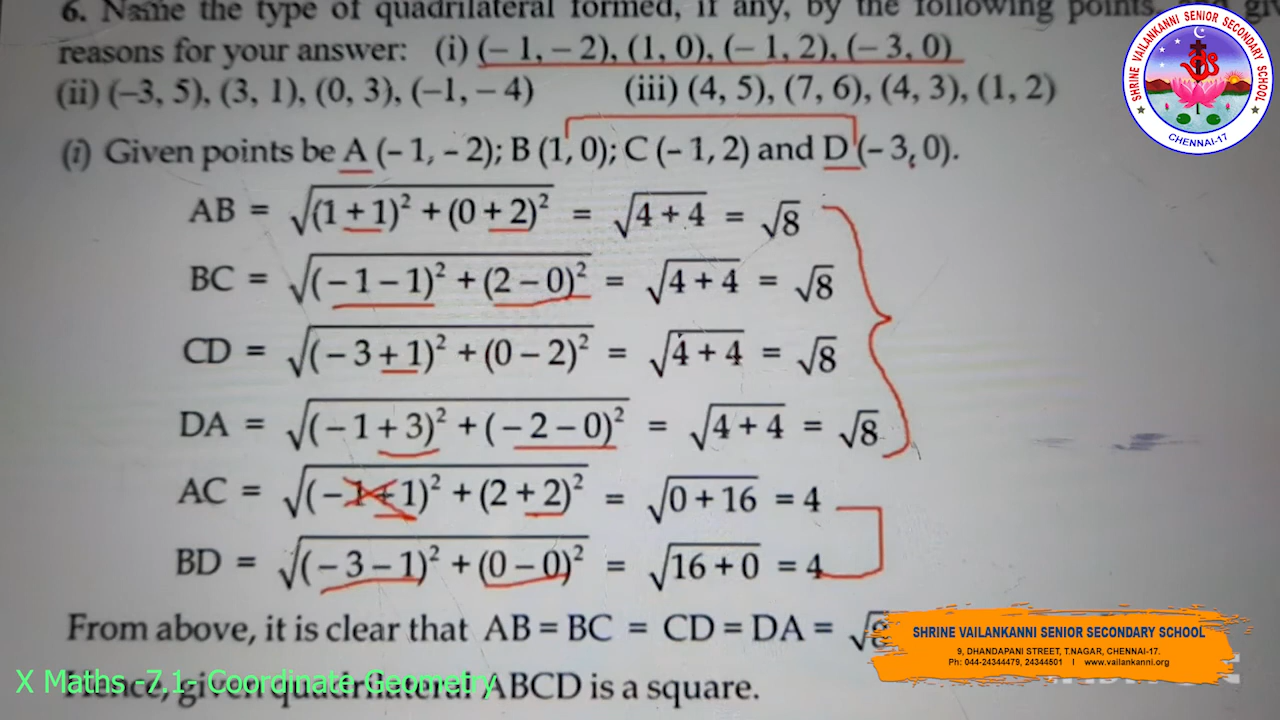 6. Name the type of quadrilateral formed, if any, by the following points,
reasons for your answer: (i) (– 1, – 2), (1, 0), (– 1, 2), (– 3, 0)
(ii) (–3, 5), (3, 1), (0, 3), (–1, – 4) (iii) (4, 5), (7, 6), (4, 3), (1, 2)
(i) Given points be A (– 1, – 2); B (1, 0); C (– 1, 2) and D (– 3, 0).
AB = √(1 + 1)² + (0 + 2)² = √4 + 4 = √8
BC = √(– 1 – 1)² + (2 – 0)² = √4 + 4 = √8
CD = √(– 3 + 1)² + (0 – 2)² = √4 + 4 = √8
DA = √(– 1 + 3)² + (– 2 – 0)² = √4 + 4 = √8
AC = √(– 1 + 1)² + (2 + 2)² = √0 + 16 = 4
BD = √(– 3 – 1)² + (0 – 0)² = √16 + 0 = 4
From above, it is clear that AB = BC = CD = DA = √8
Hence, given quadrilateral ABCD is a square.
X Maths -7.1- Coordinate Geometry
SHRINE VAILANKANNI SENIOR SECONDARY SCHOOL
CHENNAI-17
SHRINE VAILANKANNI SENIOR SECONDARY SCHOOL
9, DHANDAPANI STREET, T.NAGAR, CHENNAI-17.
Ph: 044-24344479, 24344501 I www.vailankanni.org